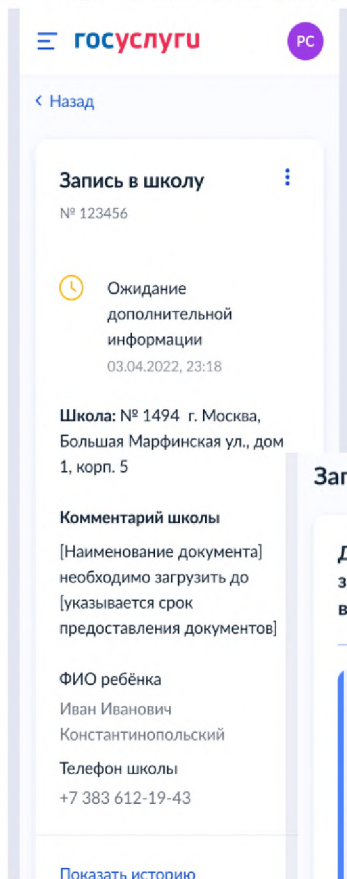 госуслуги
РС
Назад
Запись в школу
№ 123456
Ожидание
дополнительной
информации
03.04.2022, 23:18
Школа: № 1494 г. Москва,
Большая Марфинская ул., дом
1, корп. 5
Комментарий школы
[Наименование документа]
необходимо загрузить до
[указывается срок
предоставления документов]
ФИО ребёнка
Иван Иванович
Константинопольский
Телефон школы
+7 383 612-19-43
Показать историю